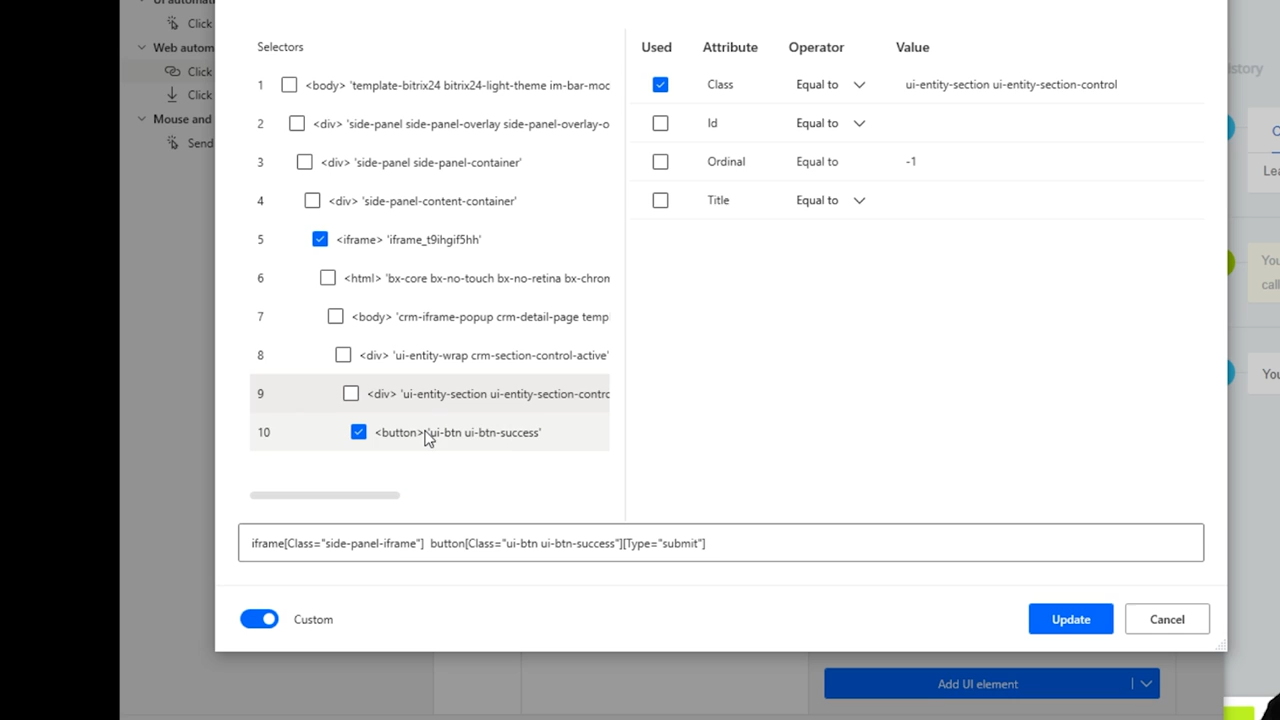 UI automati
Click
Web autom
Click
Click
Mouse and
Send
Selectors
1 <body> 'template-bitrix24 bitrix24-light-theme im-bar-moc
2 <div> 'side-panel side-panel-overlay side-panel-overlay-o
3 <div> 'side-panel side-panel-container'
4 <div> 'side-panel-content-container'
5 <iframe> 'iframe_t9ihgif5hh'
6 <html> 'bx-core bx-no-touch bx-no-retina bx-chron
7 <body> 'crm-iframe-popup crm-detail-page temp
8 <div> 'ui-entity-wrap crm-section-control-active'
9 <div> 'ui-entity-section ui-entity-section-contro
10 <button> 'ui-btn ui-btn-success'
Used Attribute Operator Value
Class Equal to ui-entity-section ui-entity-section-control
Id Equal to
Ordinal Equal to -1
Title Equal to
iframe[Class="side-panel-iframe"] button[Class="ui-btn ui-btn-success"][Type="submit"]
Custom
Update
Cancel
Add UI element
istory
Lea
You
call
You